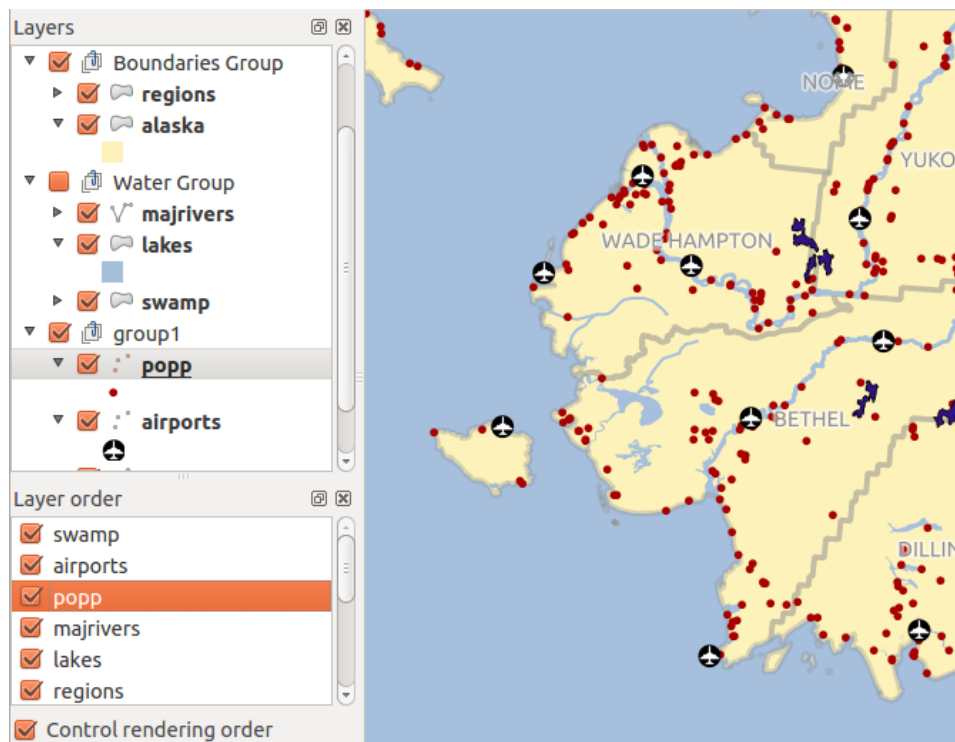 Layers
Boundaries Group
regions
alaska
Water Group
majrivers
lakes
swamp
group1
popp
airports
Layer order
swamp
airports
popp
majrivers
lakes
regions
Control rendering order
NOME
YUKO
WADE HAMPTON
BETHEL
DILLIN